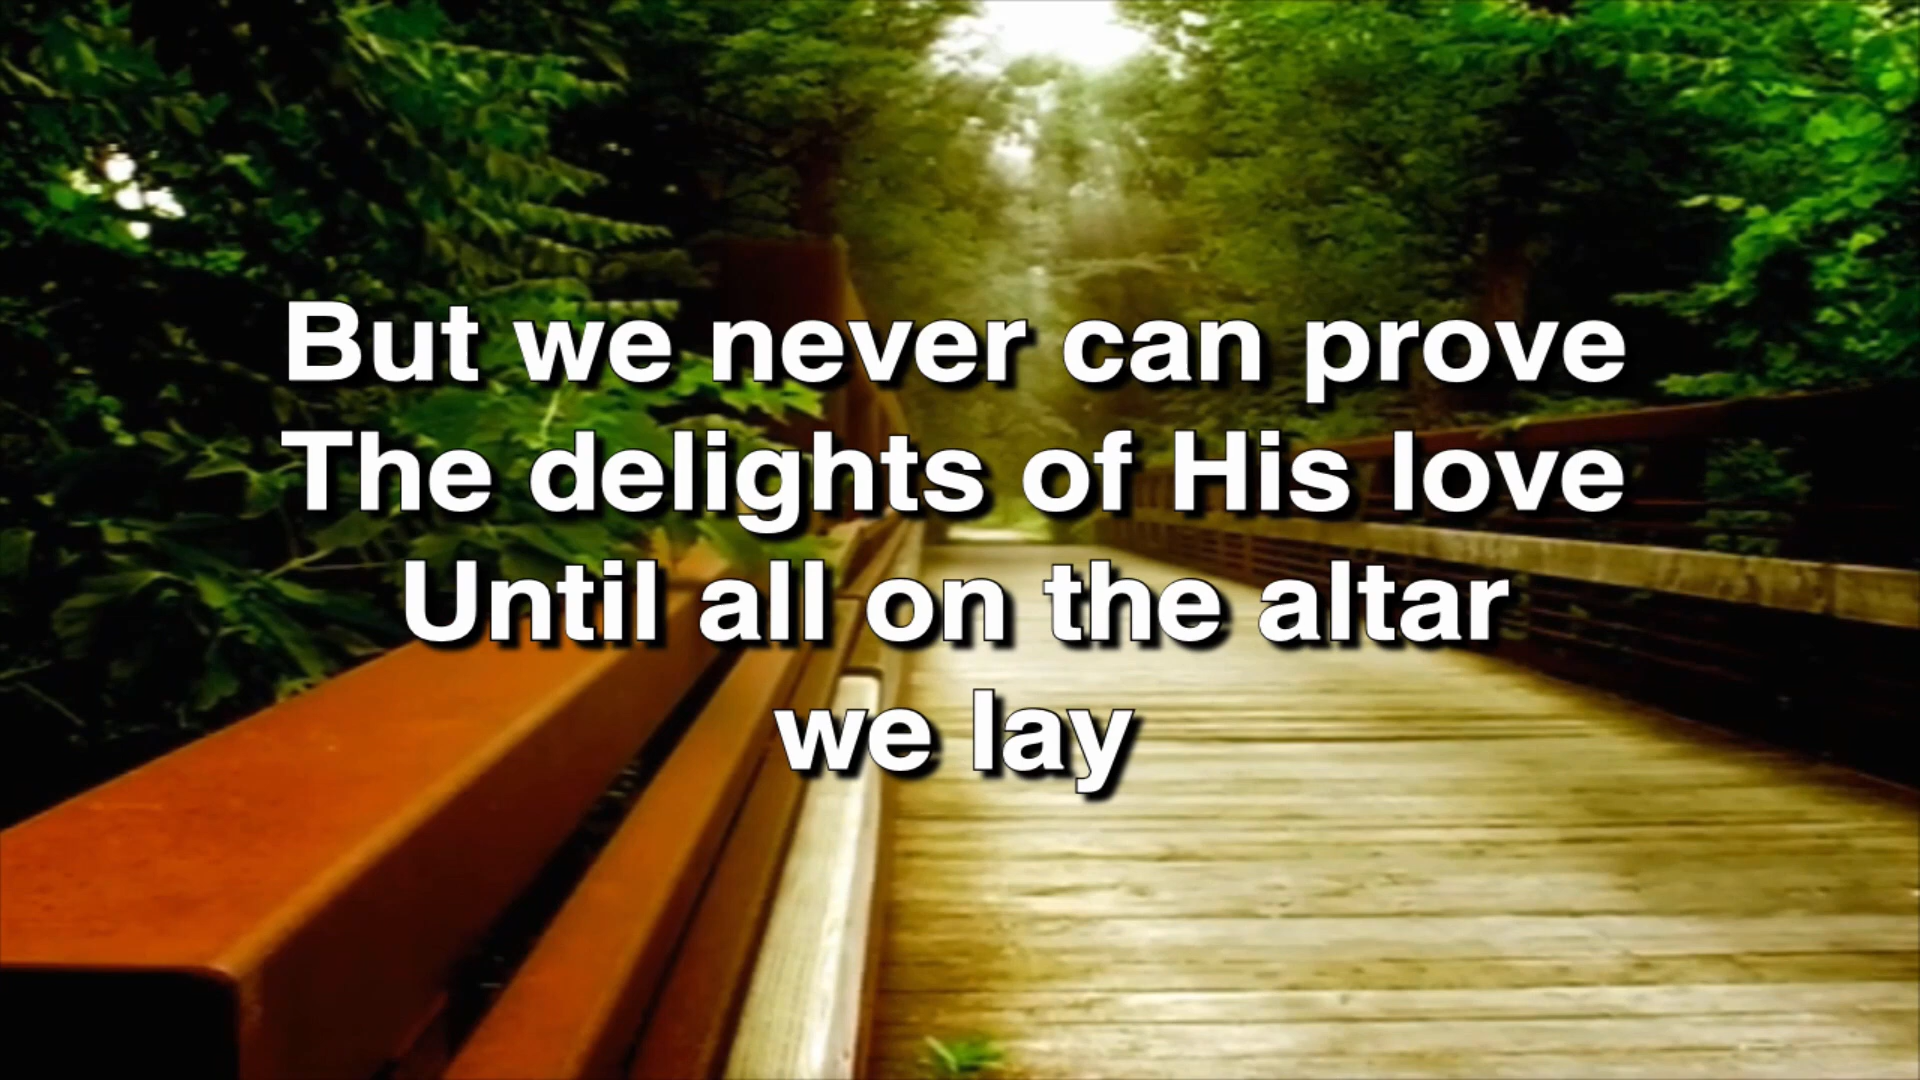 But we never can prove
The delights of His love
Until all on the altar
we lay